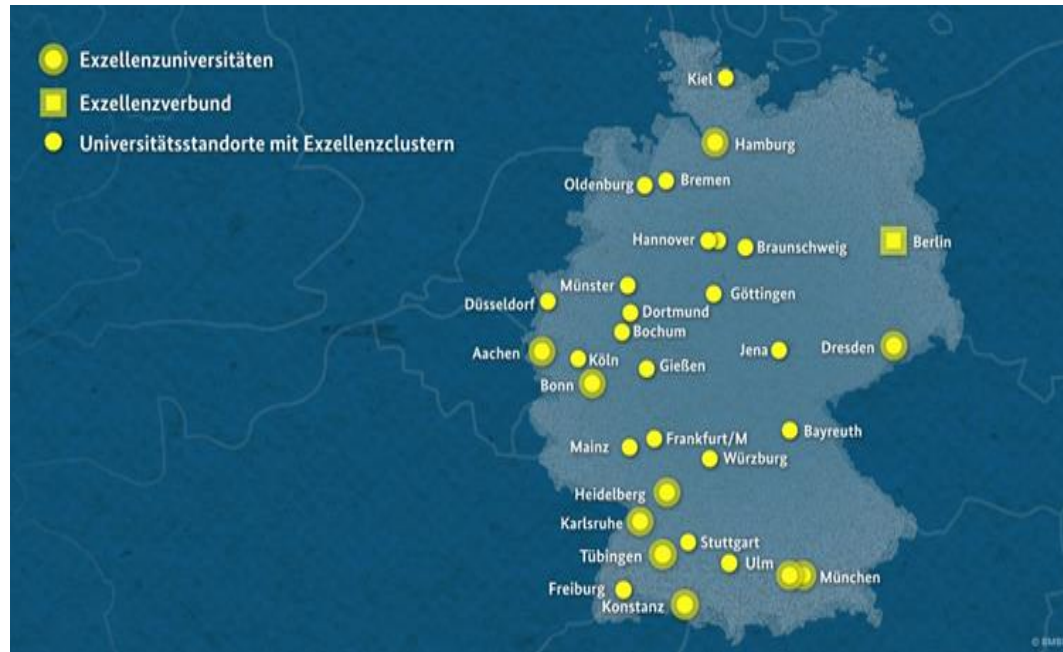 Exzellenzuniversitäten
Exzellenzverbund
Universitätsstandorte mit Exzellenzclustern
Kiel
Hamburg
Oldenburg
Bremen
Hannover
Braunschweig
Berlin
Münster
Göttingen
Düsseldorf
Dortmund
Bochum
Aachen
Köln
Gießen
Jena
Dresden
Bonn
Mainz
Frankfurt/M
Bayreuth
Würzburg
Heidelberg
Karlsruhe
Stuttgart
Tübingen
Ulm
München
Freiburg
Konstanz